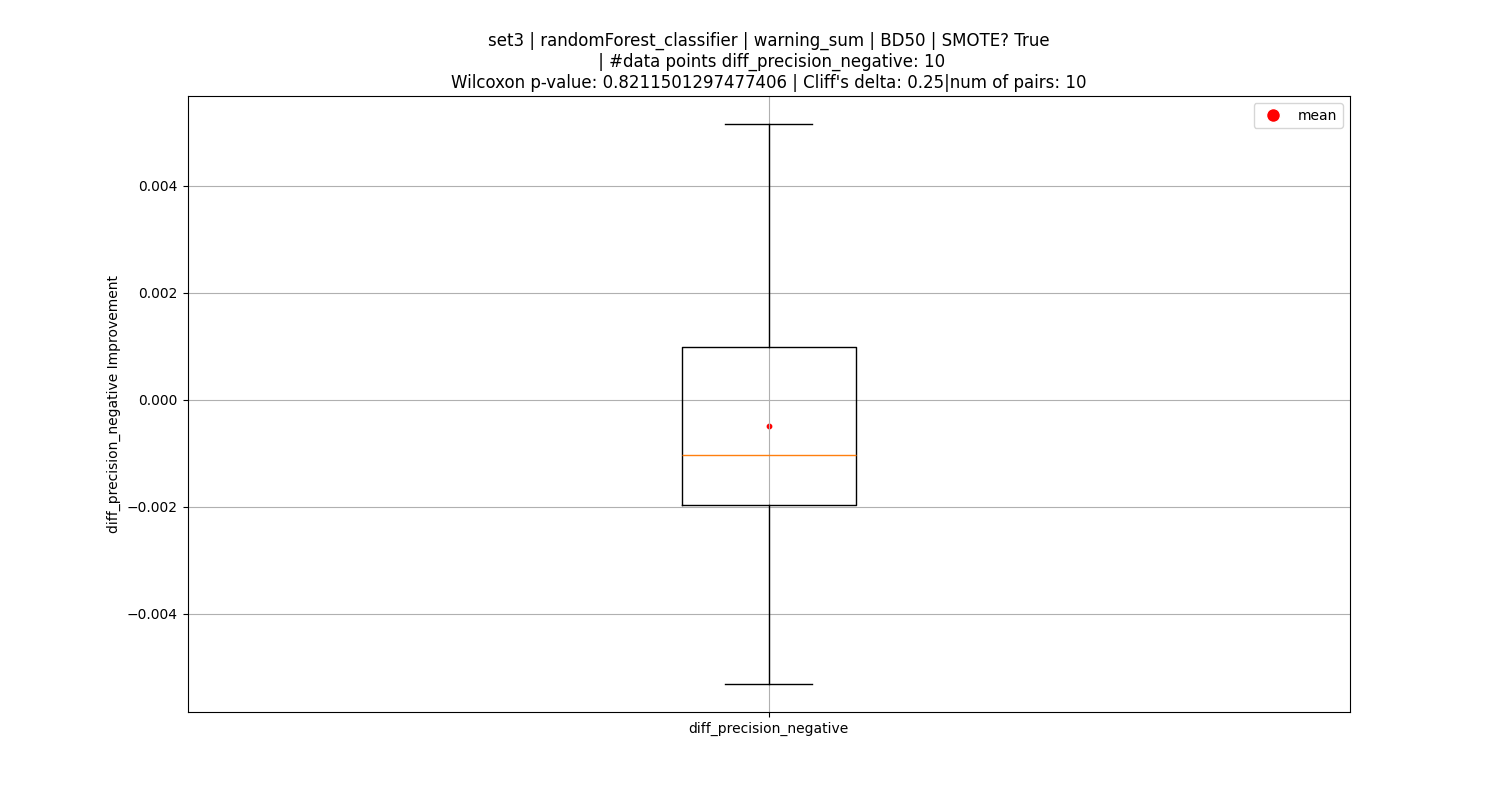 set3 | randomForest_classifier | warning_sum | BD50 | SMOTE? True
| #data points diff_precision_negative: 10
Wilcoxon p-value: 0.8211501297477406 | Cliff's delta: 0.25|num of pairs: 10
mean
0.004
0.002
0.000
−0.002
−0.004
diff_precision_negative Improvement
diff_precision_negative